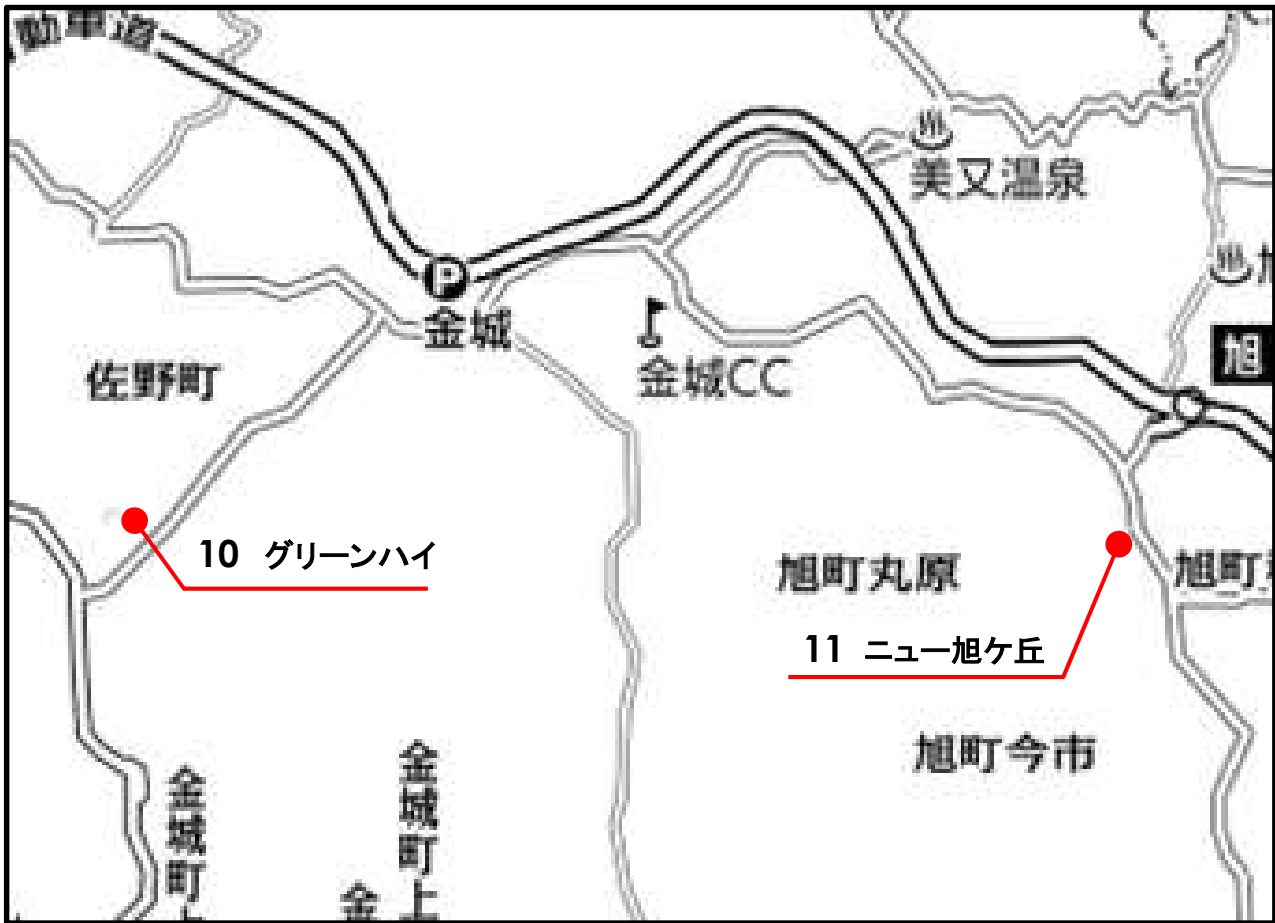 動車道
美又温泉
P
金城
旭
金城CC
佐野町
10 グリーンハイ
旭町丸原
旭町
11 ニュー旭ケ丘
旭町今市
金城町上
金城町
金